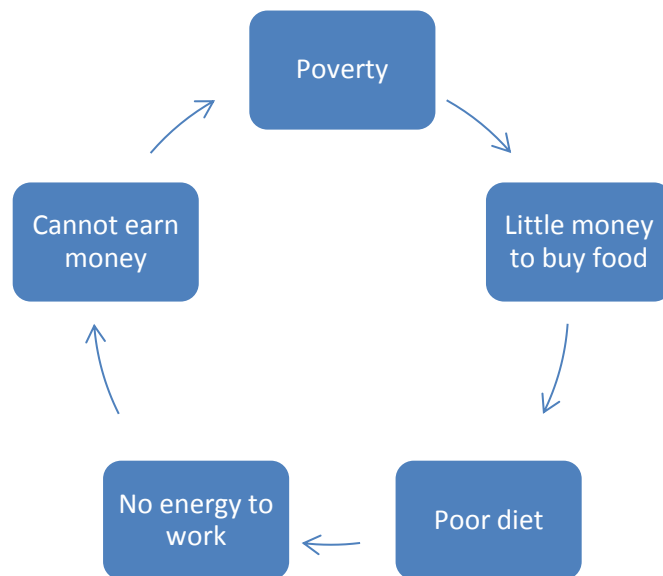 Poverty
Little money
to buy food
Poor diet
No energy to
work
Cannot earn
money